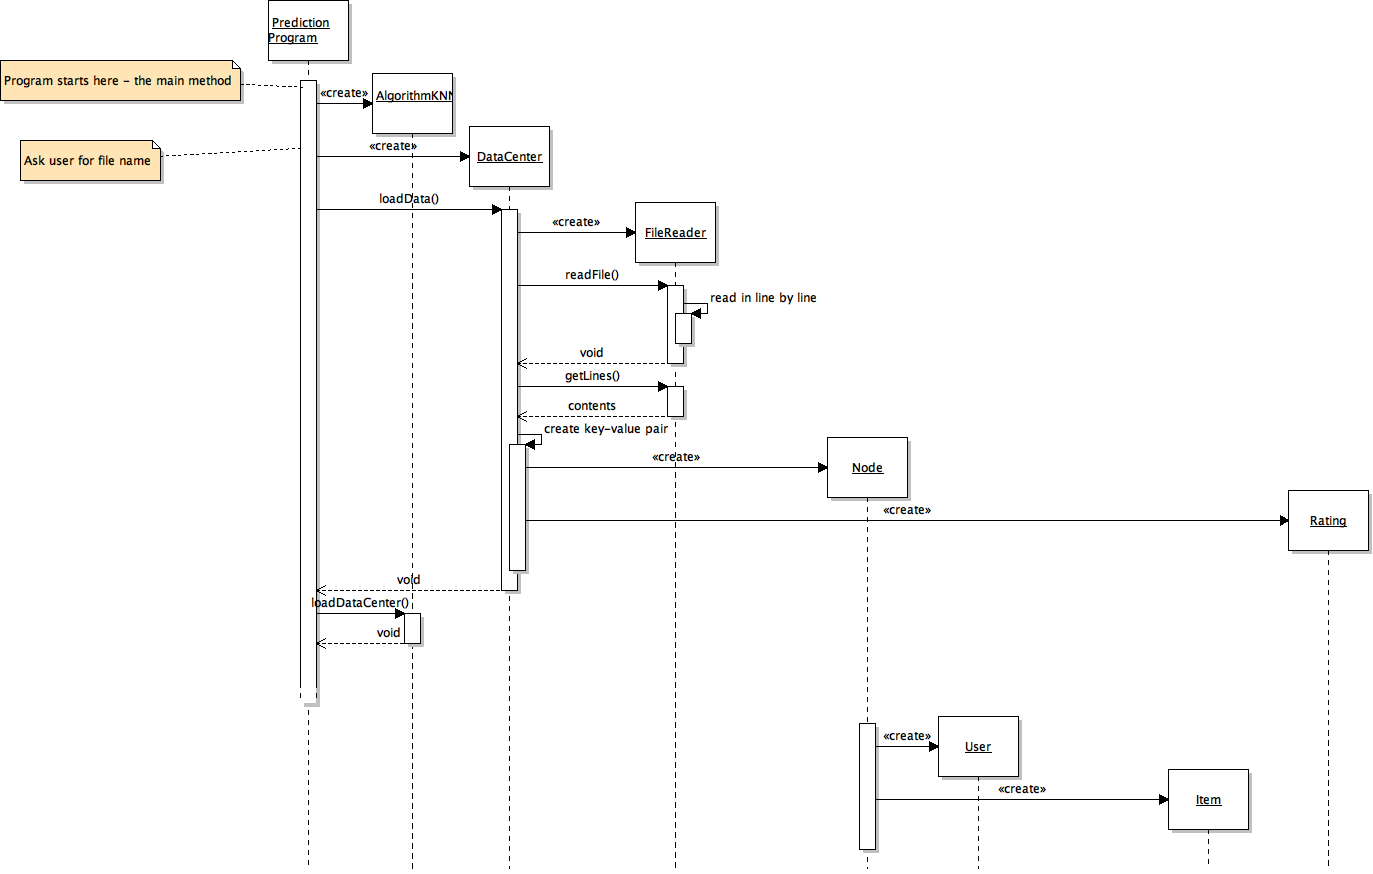 Prediction
Program
Program starts here - the main method
«create»
AlgorithmKNN
Ask user for file name
«create»
DataCenter
loadData()
«create»
FileReader
readFile()
read in line by line
void
getLines()
contents
create key-value pair
«create»
Node
«create»
Rating
void
loadDataCenter()
void
«create»
User
«create»
Item